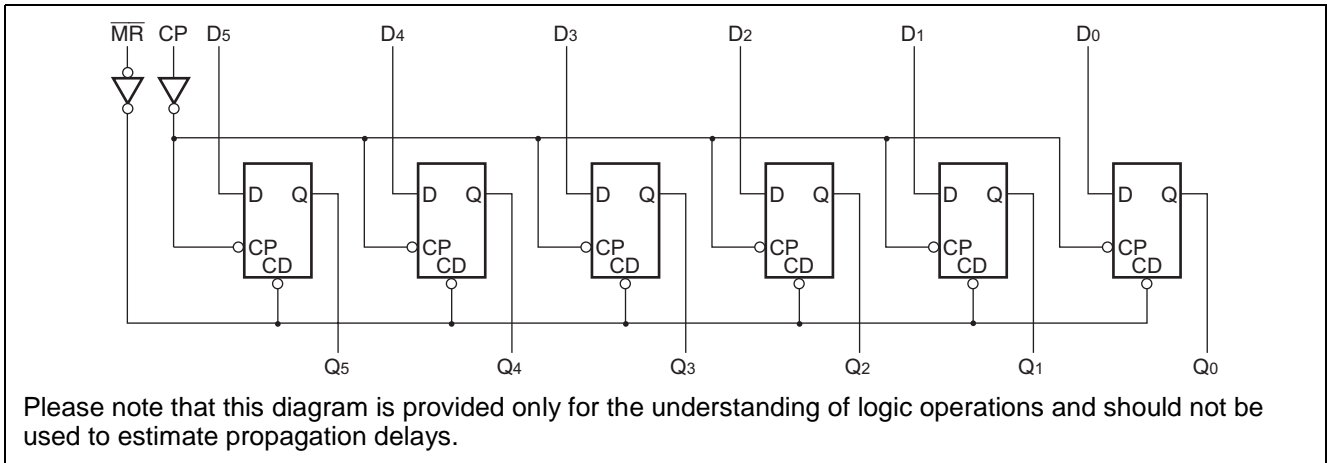 M̅R̅ CP D5 D4 D3 D2 D1 D0
D Q D Q D Q D Q D Q D Q
CP CP CP CP CP CP
CD CD CD CD CD CD
Q5 Q4 Q3 Q2 Q1 Q0
Please note that this diagram is provided only for the understanding of logic operations and should not be
used to estimate propagation delays.